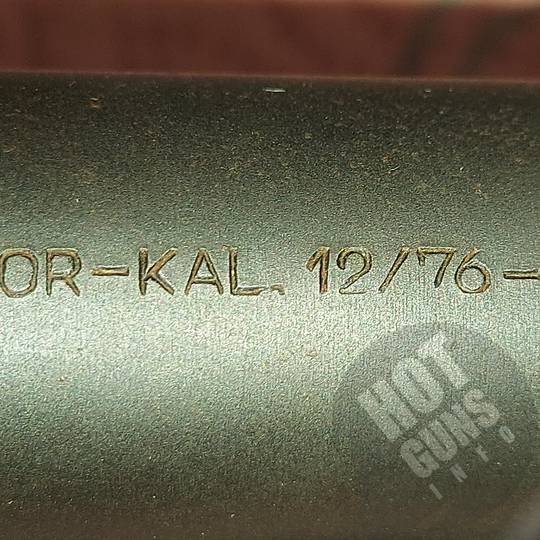 OR-KAL. 12/76-
HOT
GUNS
INFO